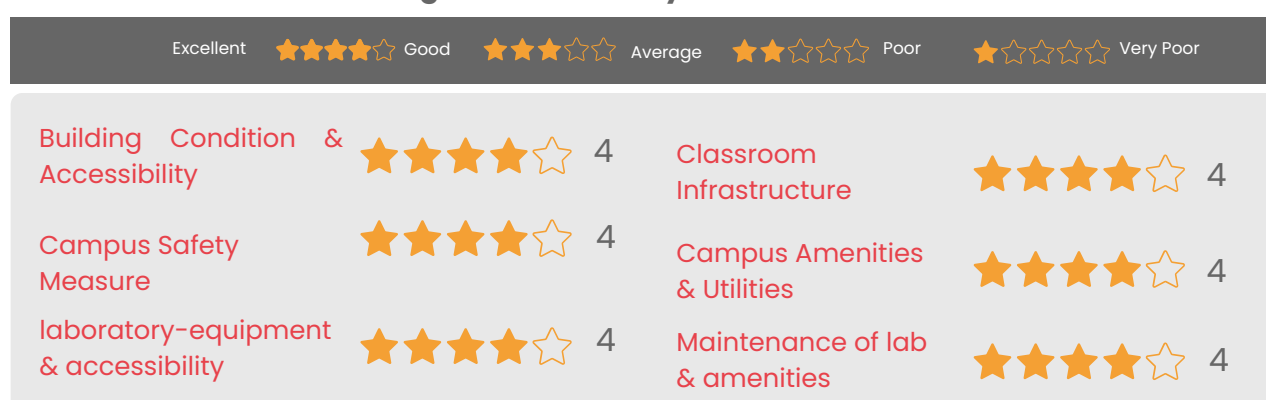 Excellent Good Average Poor Very Poor
Building Condition &
Accessibility
4
Classroom
Infrastructure
4
Campus Safety
Measure
4
Campus Amenities
& Utilities
4
laboratory-equipment
& accessibility
4
Maintenance of lab
& amenities
4